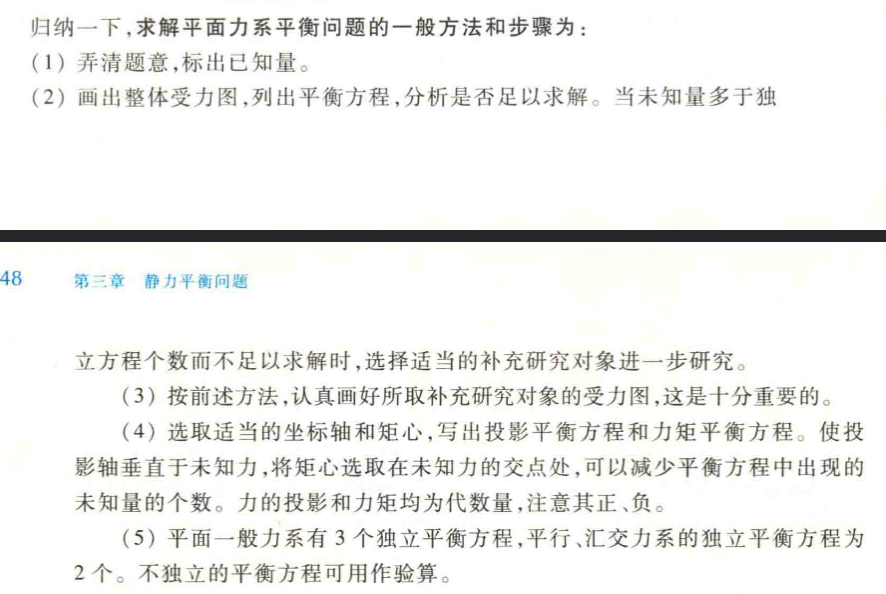 归纳一下,求解平面力系平衡问题的一般方法和步骤为:
(1) 弄清题意,标出已知量。
(2) 画出整体受力图,列出平衡方程,分析是否足以求解。当未知量多于独
48 第三章 静力平衡问题
立方程个数而不足以求解时,选择适当的补充研究对象进一步研究。
(3) 按前述方法,认真画好所取补充研究对象的受力图,这是十分重要的。
(4) 选取适当的坐标轴和矩心,写出投影平衡方程和力矩平衡方程。使投
影轴垂直于未知力,将矩心选取在未知力的交点处,可以减少平衡方程中出现的
未知量的个数。力的投影和力矩均为代数量,注意其正、负。
(5) 平面一般力系有 3 个独立平衡方程,平行、汇交力系的独立平衡方程为
2 个。不独立的平衡方程可用作验算。